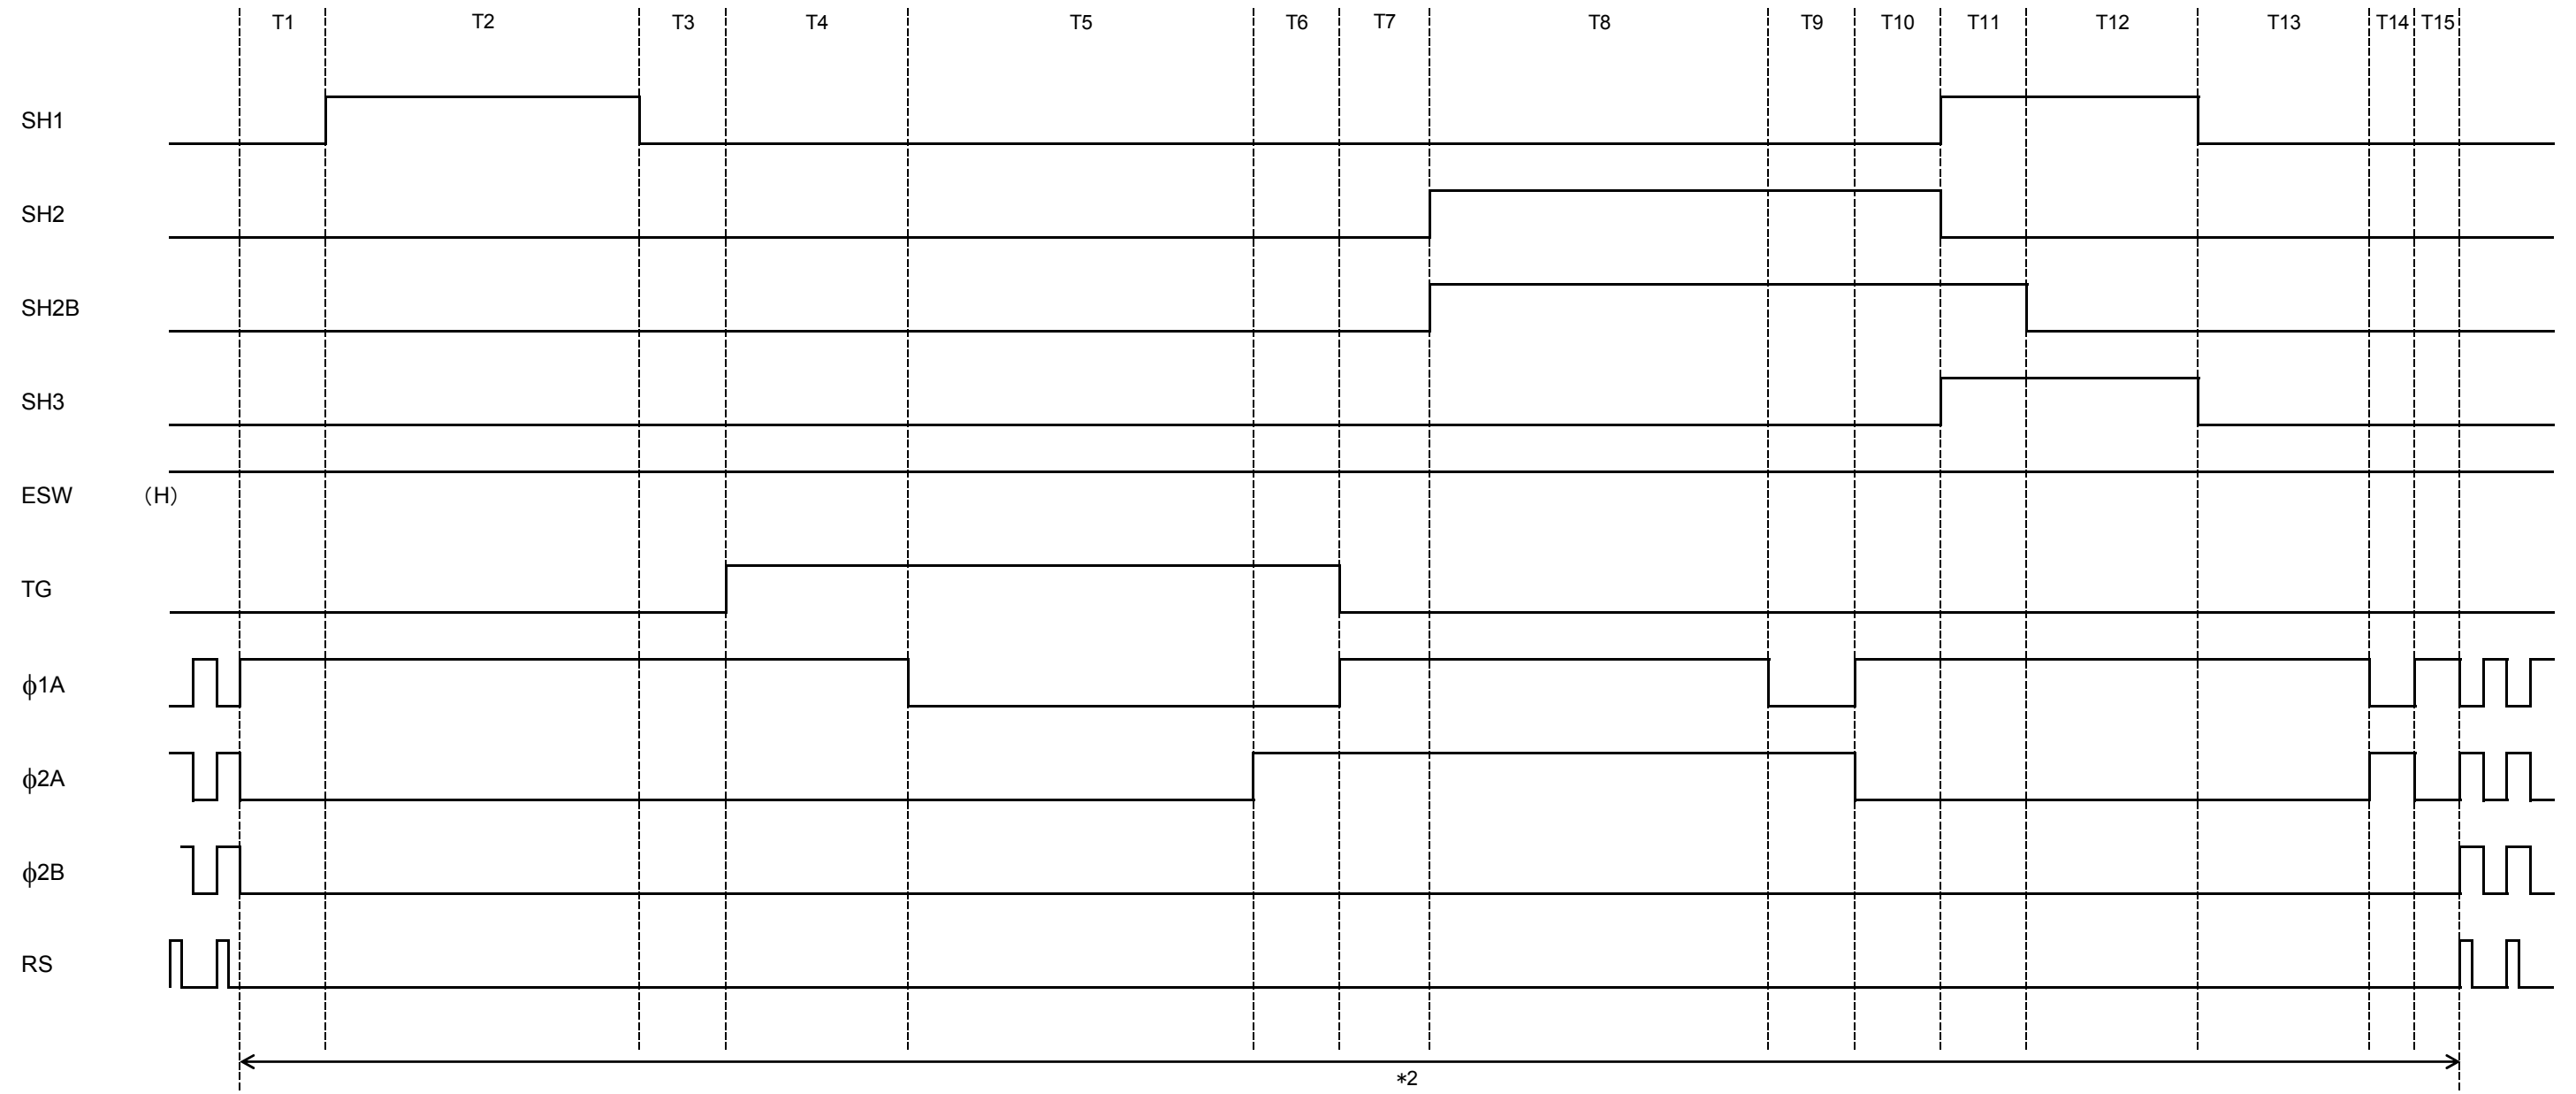 T1 T2 T3 T4 T5 T6 T7 T8 T9 T10 T11 T12 T13 T14 T15
SH1
SH2
SH2B
SH3
ESW （H）
TG
ϕ1A
ϕ2A
ϕ2B
RS
*2